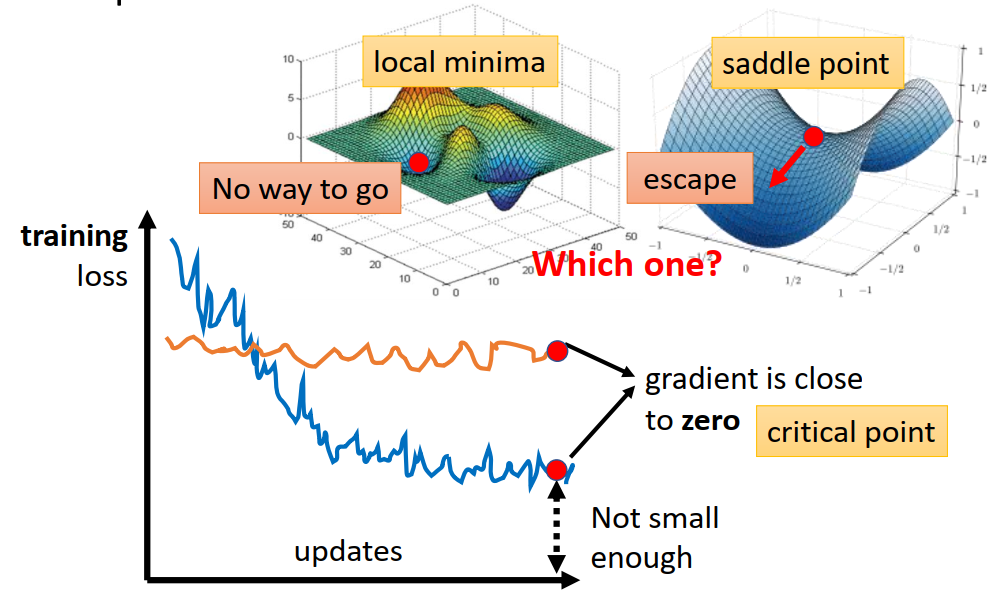 local minima
saddle point
No way to go
escape
10
5
0
50
40
30
20
10
0
0
10
20
30
40
50
1
1/2
0
−1/2
−1
−1
−1/2
0
1/2
1
−1
−1/2
0
1/2
1
Which one?
training
loss
gradient is close
to zero
critical point
Not small
enough
updates